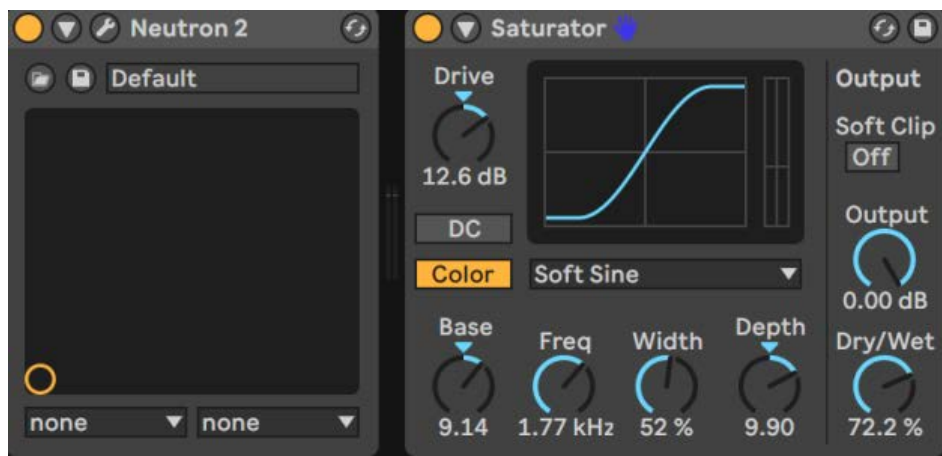 Neutron 2
Default
none
none
Saturator
Drive
12.6 dB
DC
Color
Soft Sine
Base
9.14
Freq
1.77 kHz
Width
52 %
Depth
9.90
Output
Soft Clip
Off
Output
0.00 dB
Dry/Wet
72.2 %